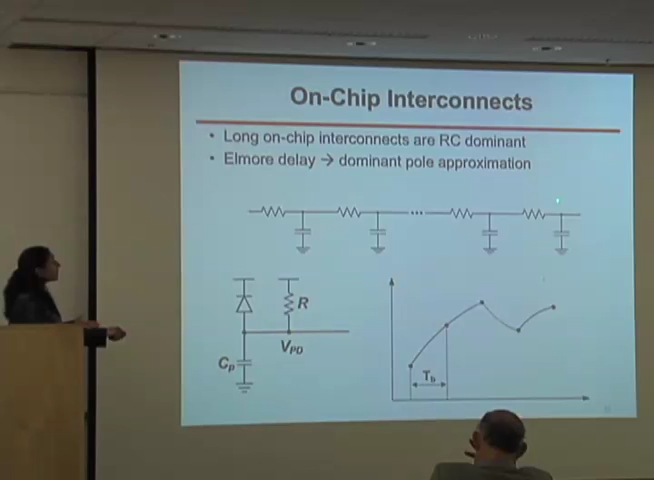 On-Chip Interconnects
• Long on-chip interconnects are RC dominant
• Elmore delay → dominant pole approximation
...
R
V_PD
C_p
T_b